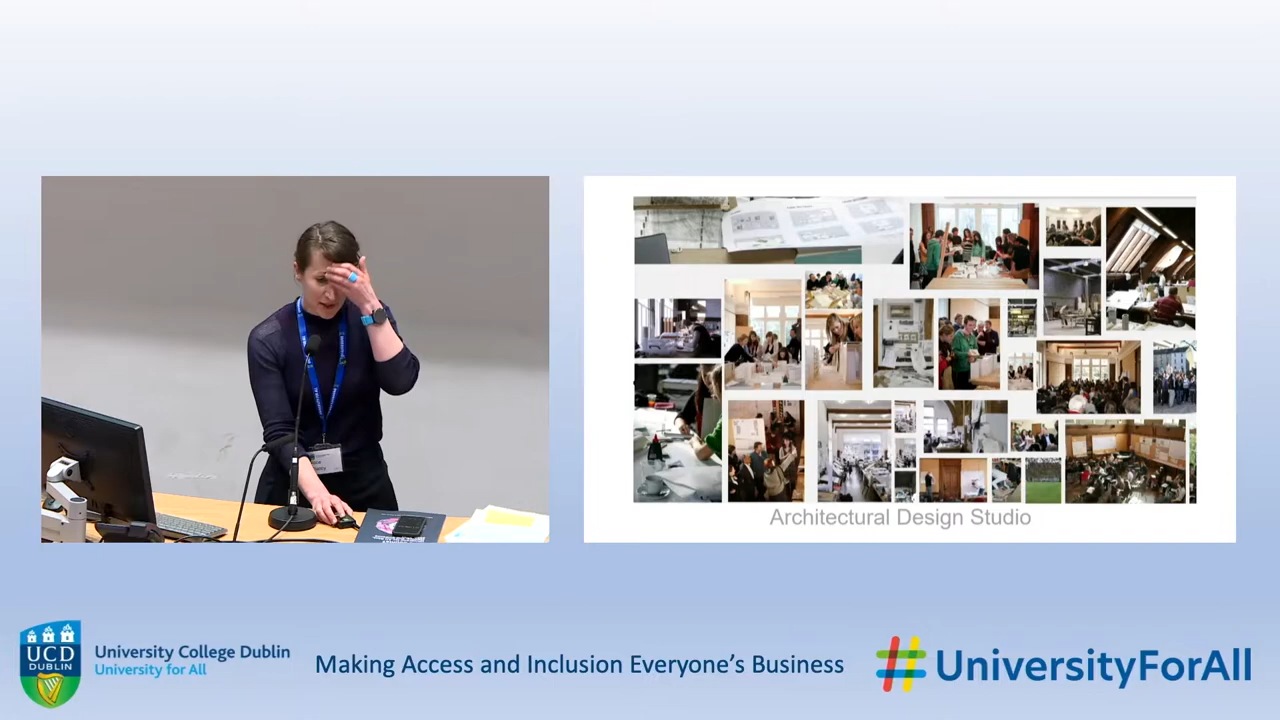 Architectural Design Studio
UCD
DUBLIN
University College Dublin
University for All
Making Access and Inclusion Everyone's Business
#UniversityForAll